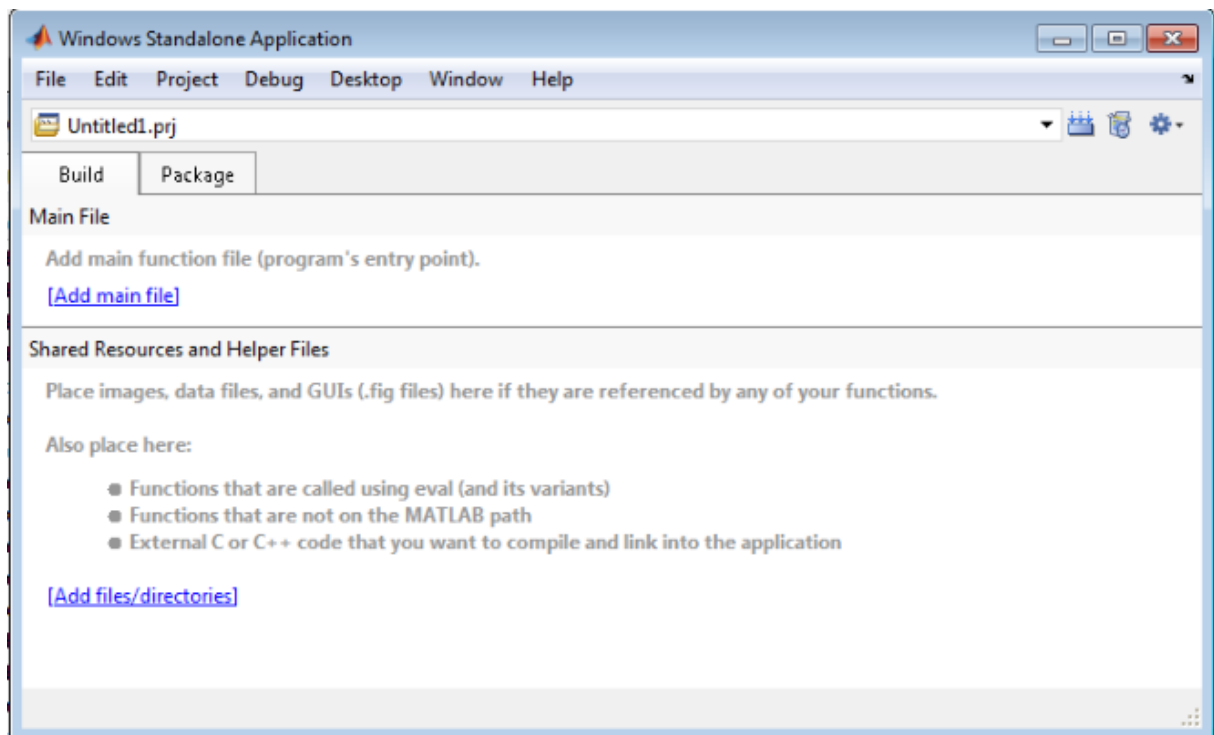 Windows Standalone Application
File Edit Project Debug Desktop Window Help
Untitled1.prj
Build Package
Main File
Add main function file (program's entry point).
[Add main file]
Shared Resources and Helper Files
Place images, data files, and GUIs (.fig files) here if they are referenced by any of your functions.
Also place here:
Functions that are called using eval (and its variants)
Functions that are not on the MATLAB path
External C or C++ code that you want to compile and link into the application
[Add files/directories]